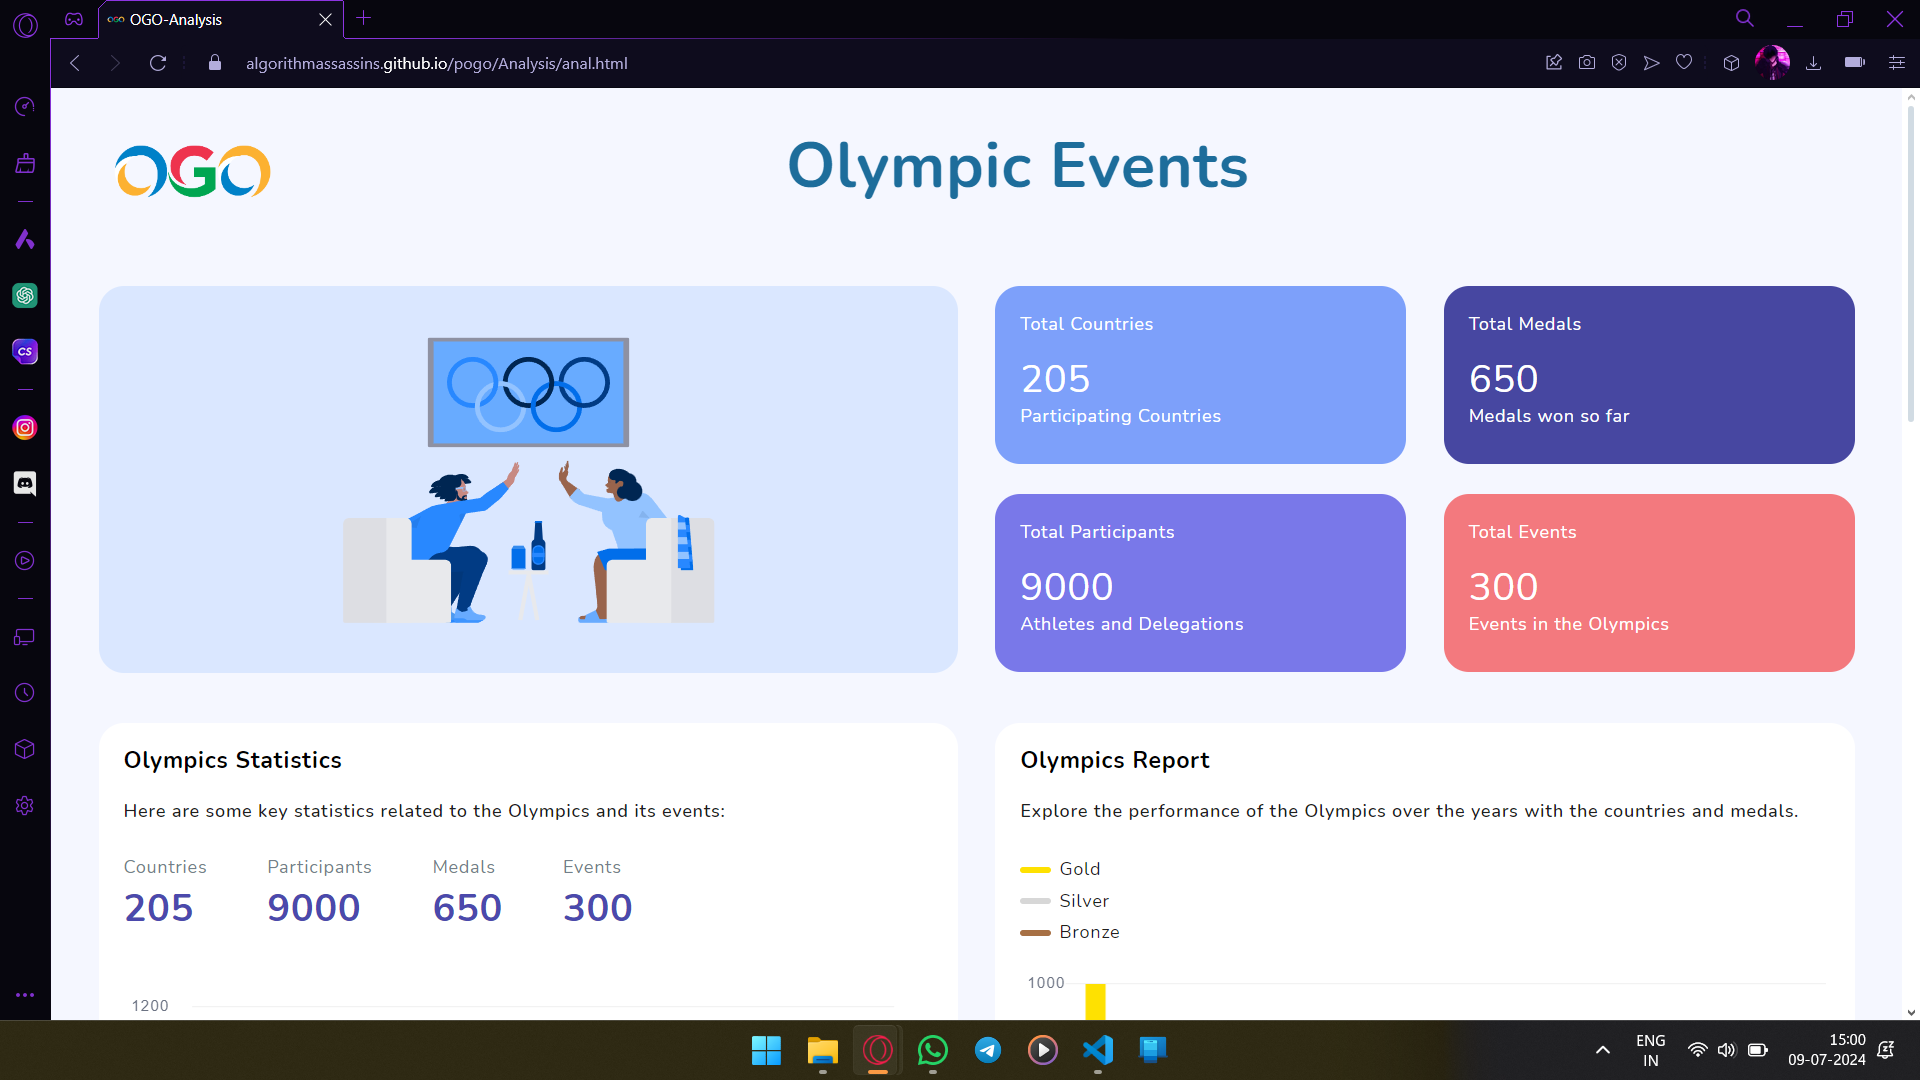 OGO OGO-Analysis
algorithmassassins.github.io/pogo/Analysis/anal.html
CS
OGO
Olympic Events
Total Countries
205
Participating Countries
Total Medals
650
Medals won so far
Total Participants
9000
Athletes and Delegations
Total Events
300
Events in the Olympics
Olympics Statistics
Here are some key statistics related to the Olympics and its events:
Countries
205
Participants
9000
Medals
650
Events
300
1200
Olympics Report
Explore the performance of the Olympics over the years with the countries and medals.
Gold
Silver
Bronze
1000
ENG
IN
15:00
09-07-2024